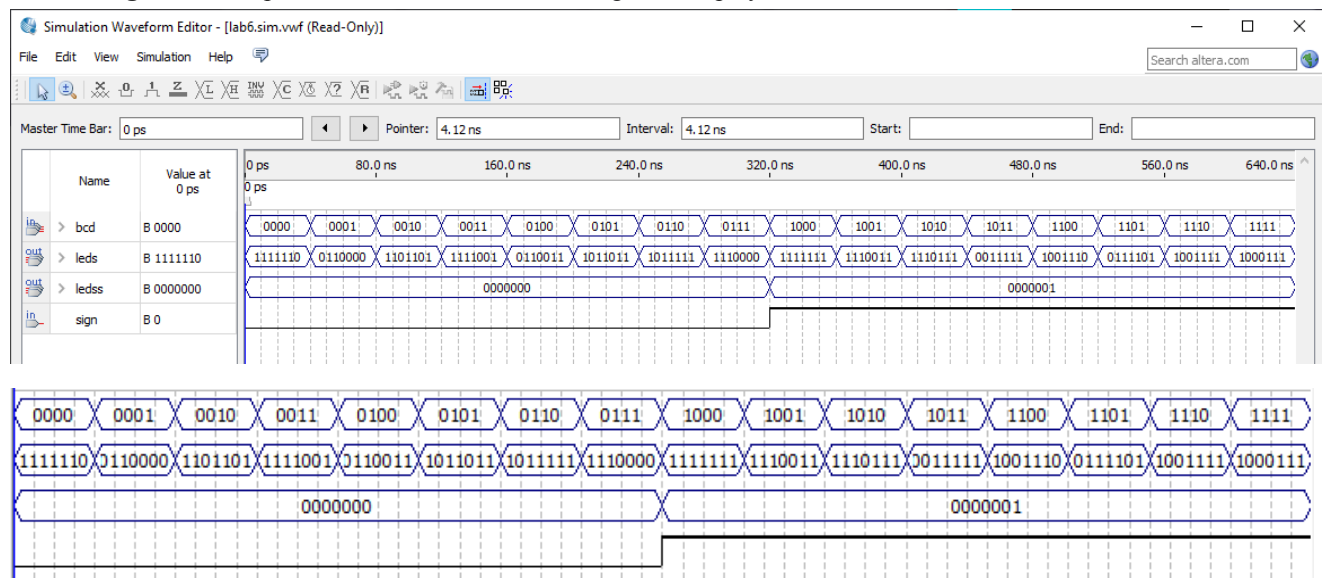 Simulation Waveform Editor - [lab6.sim.vwf (Read-Only)]
File Edit View Simulation Help
Search altera.com
Master Time Bar: 0 ps Pointer: 4.12 ns Interval: 4.12 ns Start: End:
Name Value at 0 ps 0 ps 80.0 ns 160.0 ns 240.0 ns 320.0 ns 400.0 ns 480.0 ns 560.0 ns 640.0 ns
0 ps
bcd B 0000 0000 0001 0010 0011 0100 0101 0110 0111 1000 1001 1010 1011 1100 1101 1110 1111
leds B 1111110 1111110 0110000 1101101 1111001 0110011 1011011 1011111 1110000 1111111 1110011 1110111 0011111 1001110 0111101 1001111 1000111
ledss B 0000000 0000000 0000001
sign B 0
0000 0001 0010 0011 0100 0101 0110 0111 1000 1001 1010 1011 1100 1101 1110 1111
1111110 0110000 1101101 1111001 0110011 1011011 1011111 1110000 1111111 1110011 1110111 0011111 1001110 0111101 1001111 1000111
0000000 0000001